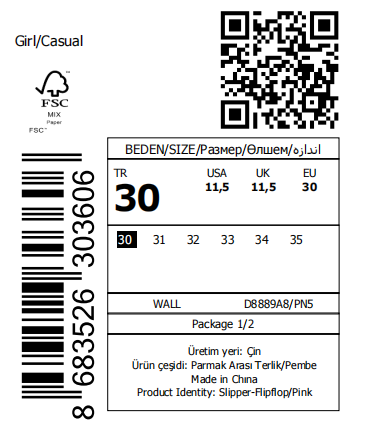 Girl/Casual
FSC
MIX
Paper
FSC™
BEDEN/SIZE/Размер/Өлшем/اندازه
TR USA UK EU
30 11,5 11,5 30
30 31 32 33 34 35
WALL D8889A8/PN5
Package 1/2
Üretim yeri: Çin
Ürün çeşidi: Parmak Arası Terlik/Pembe
Made in China
Product Identity: Slipper-Flipflop/Pink
8 683526 303606